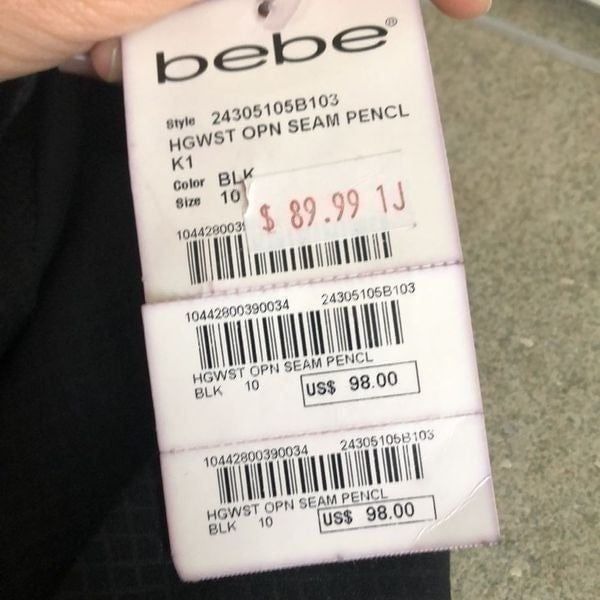 bebe®
Style 24305105B103
HGWST OPN SEAM PENCL
K1
Color BLK
Size 10
$ 89.99 1J
1044280039
10442800390034 24305105B103
HGWST OPN SEAM PENCL
BLK 10 US$ 98.00
10442800390034 24305105B103
HGWST OPN SEAM PENCL
BLK 10 US$ 98.00